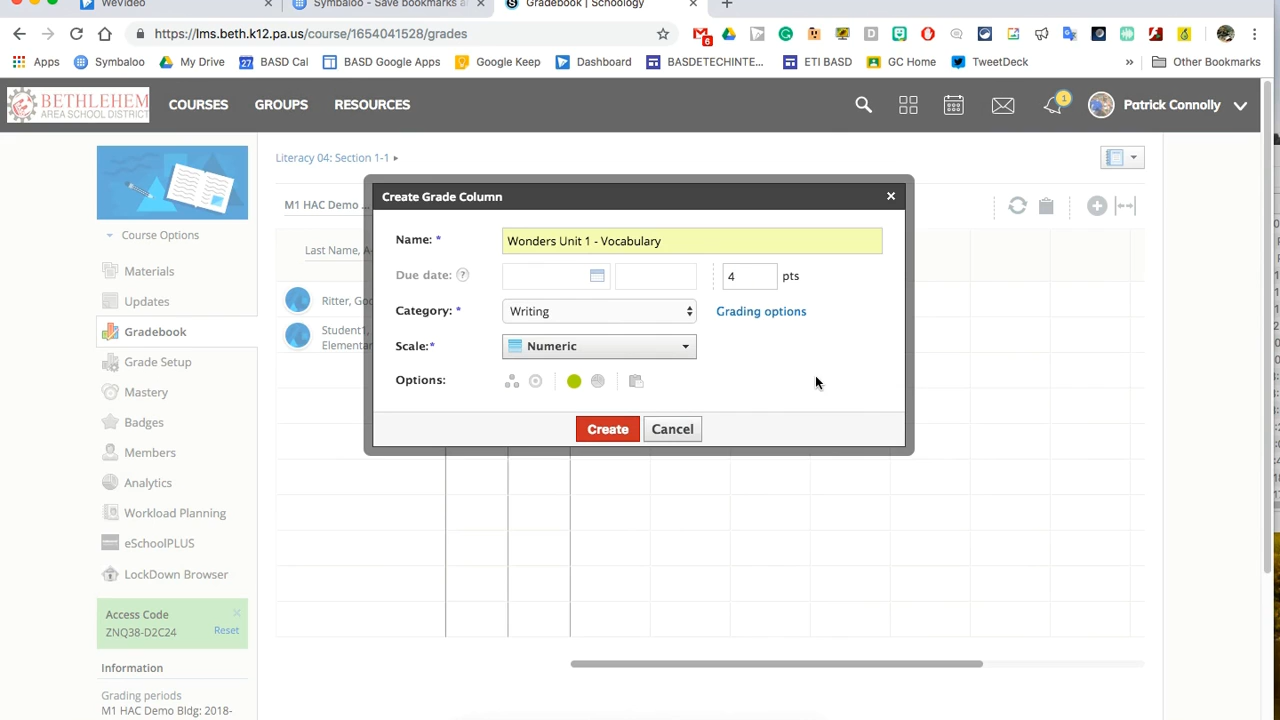 WeVideo
Symbaloo - Save bookmarks a
Gradebook | Schoology
https://lms.beth.k12.pa.us/course/1654041528/grades
6
Apps Symbaloo My Drive 27 BASD Cal BASD Google Apps Google Keep Dashboard BASDETECHINTE... ETI BASD GC Home TweetDeck » Other Bookmarks
BETHLEHEM
AREA SCHOOL DISTRICT
COURSES GROUPS RESOURCES
1
Patrick Connolly
Literacy 04: Section 1-1
Course Options
Materials
Updates
Gradebook
Grade Setup
Mastery
Badges
Members
Analytics
Workload Planning
eSchoolPLUS
LockDown Browser
Access Code
ZNQ38-D2C24 Reset
Information
Grading periods
M1 HAC Demo Bldg: 2018-
M1 HAC Demo ...
Last Name,
Ritter,
Student1,
Elementar
Create Grade Column
Name: * Wonders Unit 1 - Vocabulary
Due date: ? 4 pts
Category: * Writing Grading options
Scale:* Numeric
Options:
Create Cancel